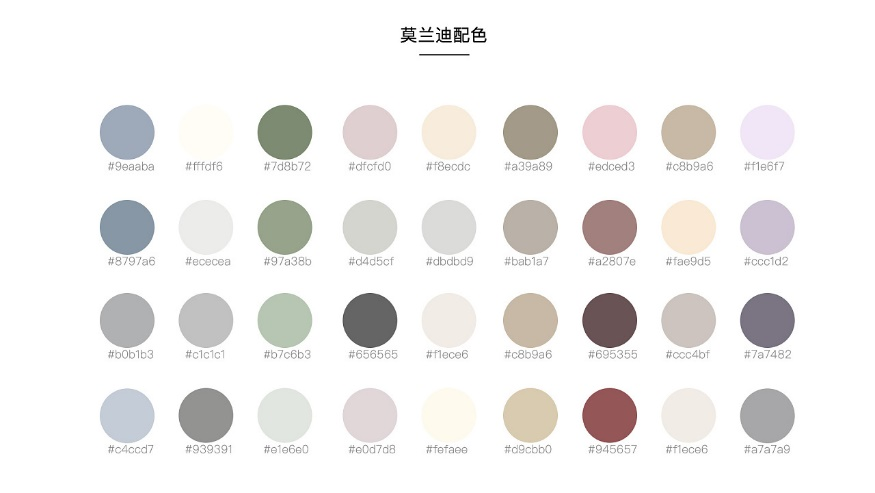 莫兰迪配色
#9eaaba #fffdf6 #7d8b72 #dfcfd0 #f8ecdc #a39a89 #edced3 #c8b9a6 #f1e6f7
#8797a6 #ececea #97a38b #d4d5cf #dbdbd9 #bab1a7 #a2807e #fae9d5 #ccc1d2
#b0b1b3 #c1c1c1 #b7c6b3 #656565 #f1ece6 #c8b9a6 #695355 #ccc4bf #7a7482
#c4ccd7 #939391 #e1e6e0 #e0d7d8 #fefaee #d9cbb0 #945657 #f1ece6 #a7a7a9